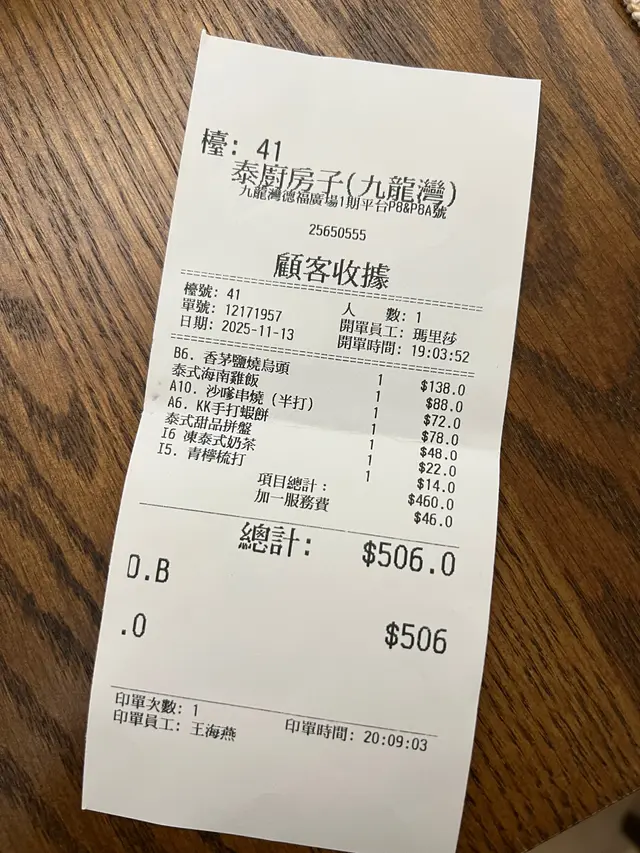 檯: 41
泰廚房子(九龍灣)
九龍灣德福廣場1期平台P8&P8A號
25650555
顧客收據
檯號: 41 人 數: 1
單號: 12171957 開單員工: 瑪里莎
日期: 2025-11-13 開單時間: 19:03:52
B6. 香茅鹽燒烏頭 1 $138.0
泰式海南雞飯 1 $88.0
A10. 沙嗲串燒 (半打) 1 $72.0
A6. KK手打蝦餅 1 $78.0
泰式甜品拼盤 1 $48.0
I6 凍泰式奶茶 1 $22.0
I5. 青檸梳打 1 $14.0
項目總計: $460.0
加一服務費 $46.0
總計: $506.0
O.B
.0 $506
印單次數: 1
印單員工: 王海燕 印單時間: 20:09:03